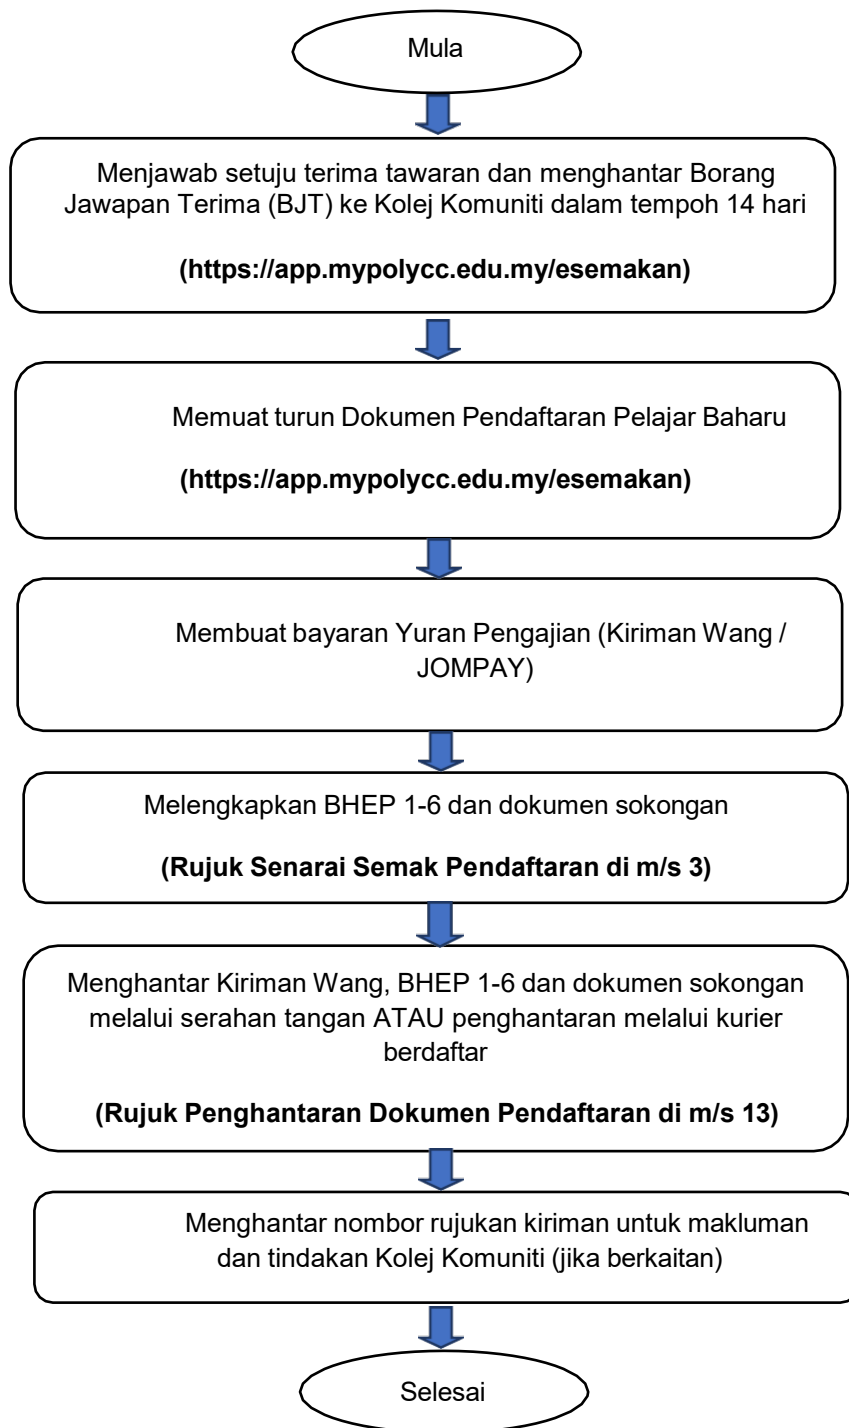 Mula
Menjawab setuju terima tawaran dan menghantar Borang
Jawapan Terima (BJT) ke Kolej Komuniti dalam tempoh 14 hari
(https://app.mypolycc.edu.my/esemakan)
Memuat turun Dokumen Pendaftaran Pelajar Baharu
(https://app.mypolycc.edu.my/esemakan)
Membuat bayaran Yuran Pengajian (Kiriman Wang /
JOMPAY)
Melengkapkan BHEP 1-6 dan dokumen sokongan
(Rujuk Senarai Semak Pendaftaran di m/s 3)
Menghantar Kiriman Wang, BHEP 1-6 dan dokumen sokongan
melalui serahan tangan ATAU penghantaran melalui kurier
berdaftar
(Rujuk Penghantaran Dokumen Pendaftaran di m/s 13)
Menghantar nombor rujukan kiriman untuk makluman
dan tindakan Kolej Komuniti (jika berkaitan)
Selesai